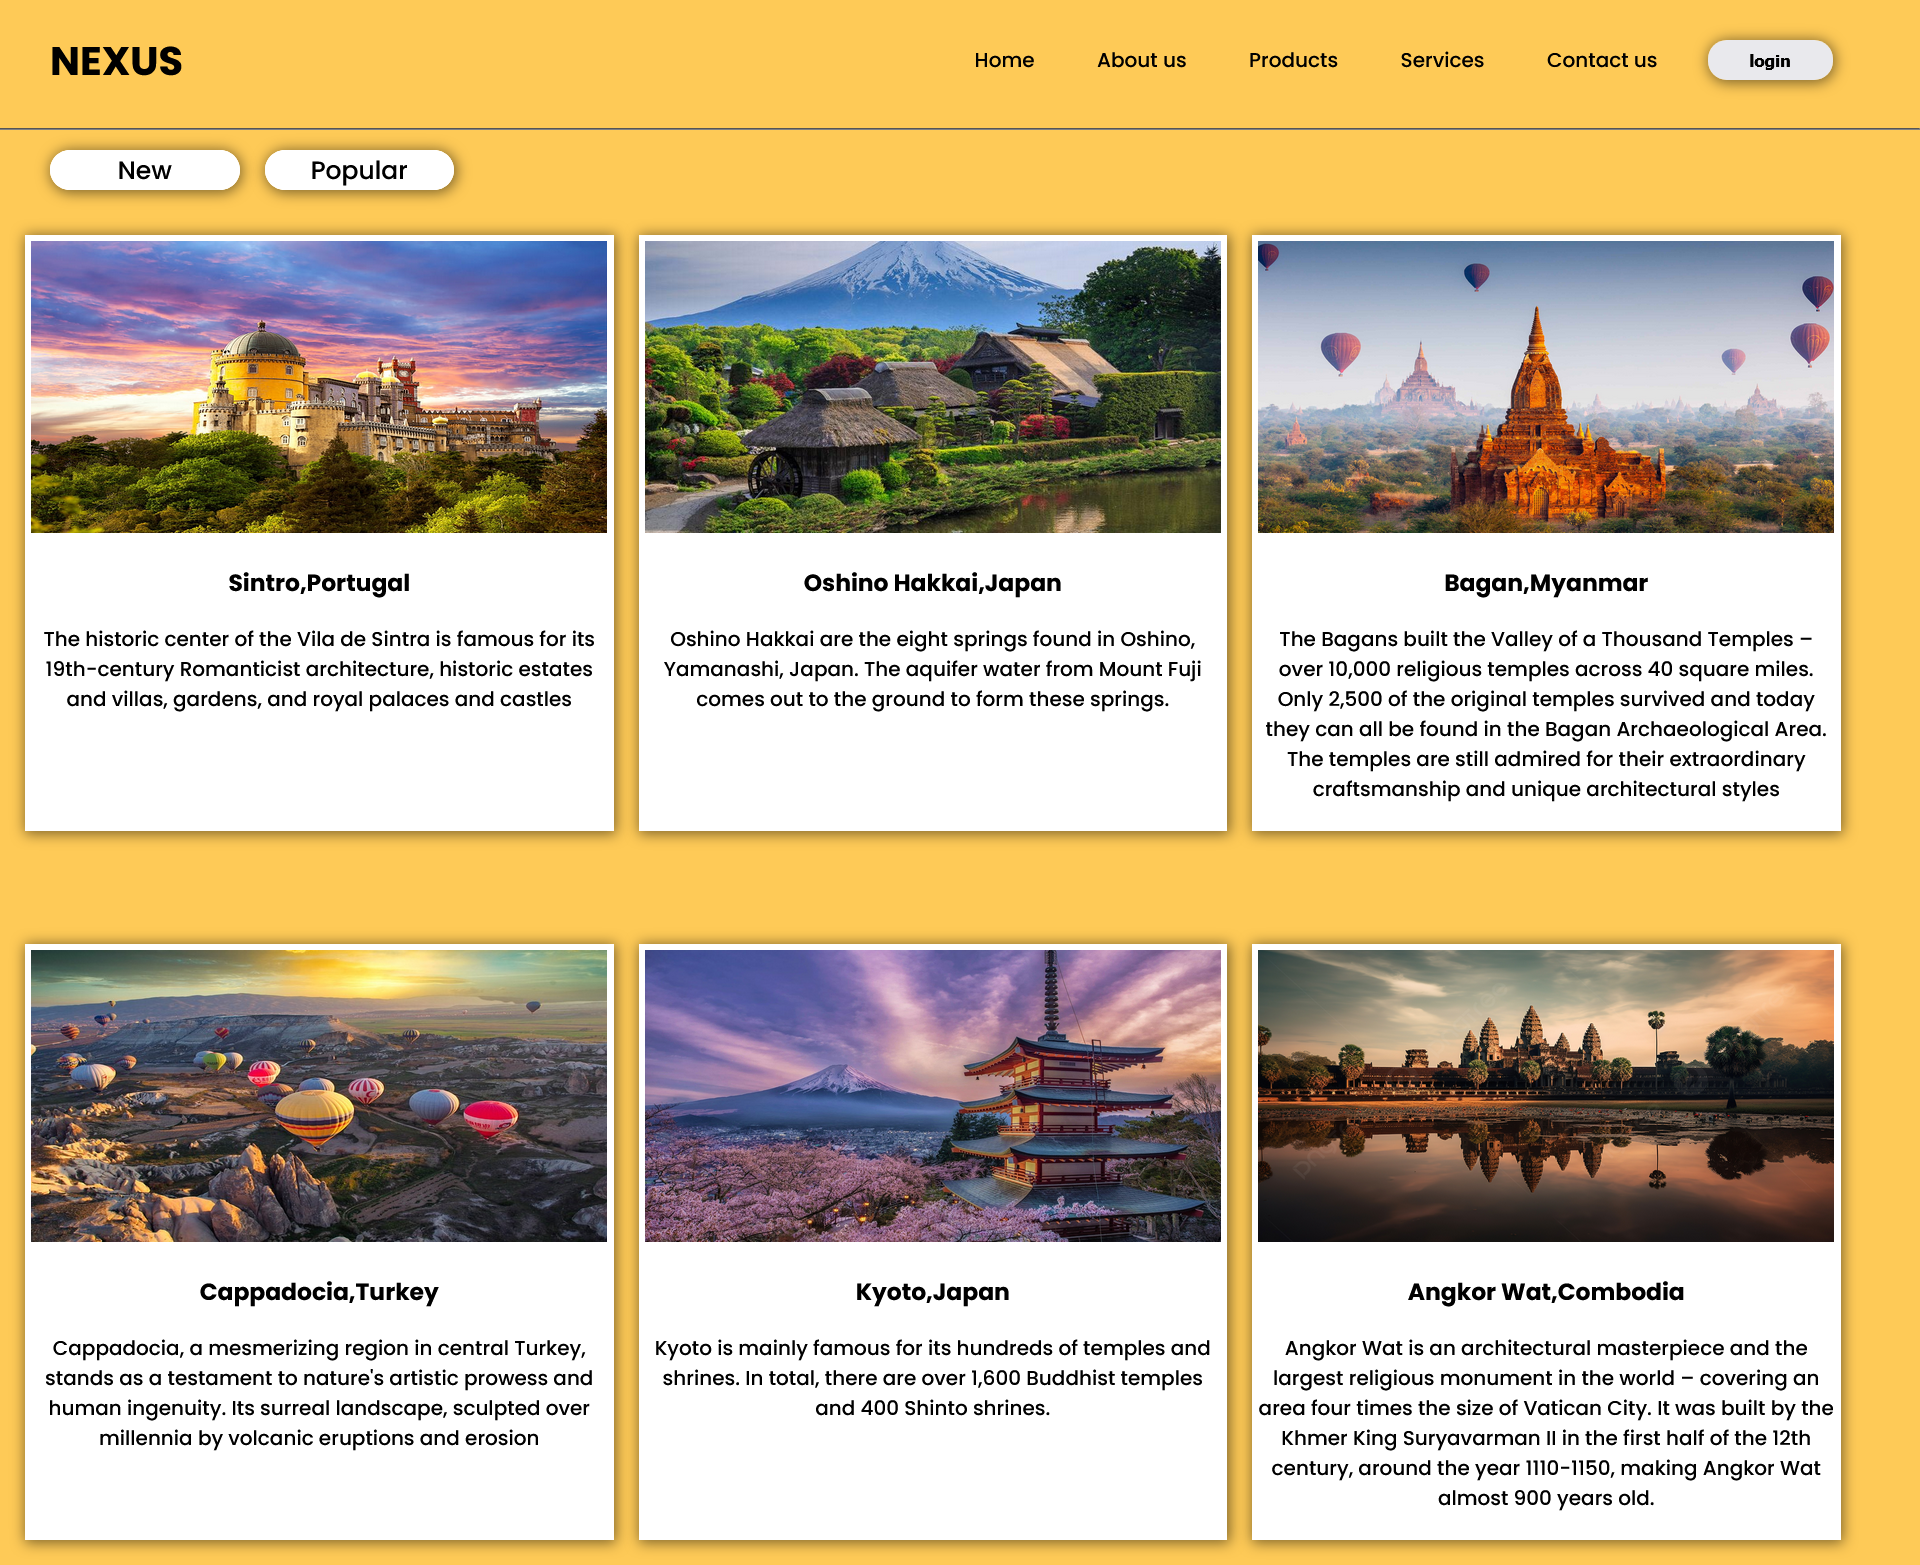 NEXUS
Home
About us
Products
Services
Contact us
login
New
Popular
Sintro,Portugal
The historic center of the Vila de Sintra is famous for its
19th-century Romanticist architecture, historic estates
and villas, gardens, and royal palaces and castles
Oshino Hakkai,Japan
Oshino Hakkai are the eight springs found in Oshino,
Yamanashi, Japan. The aquifer water from Mount Fuji
comes out to the ground to form these springs.
Bagan,Myanmar
The Bagans built the Valley of a Thousand Temples –
over 10,000 religious temples across 40 square miles.
Only 2,500 of the original temples survived and today
they can all be found in the Bagan Archaeological Area.
The temples are still admired for their extraordinary
craftsmanship and unique architectural styles
Cappadocia,Turkey
Cappadocia, a mesmerizing region in central Turkey,
stands as a testament to nature's artistic prowess and
human ingenuity. Its surreal landscape, sculpted over
millennia by volcanic eruptions and erosion
Kyoto,Japan
Kyoto is mainly famous for its hundreds of temples and
shrines. In total, there are over 1,600 Buddhist temples
and 400 Shinto shrines.
Angkor Wat,Combodia
Angkor Wat is an architectural masterpiece and the
largest religious monument in the world – covering an
area four times the size of Vatican City. It was built by the
Khmer King Suryavarman II in the first half of the 12th
century, around the year 1110-1150, making Angkor Wat
almost 900 years old.